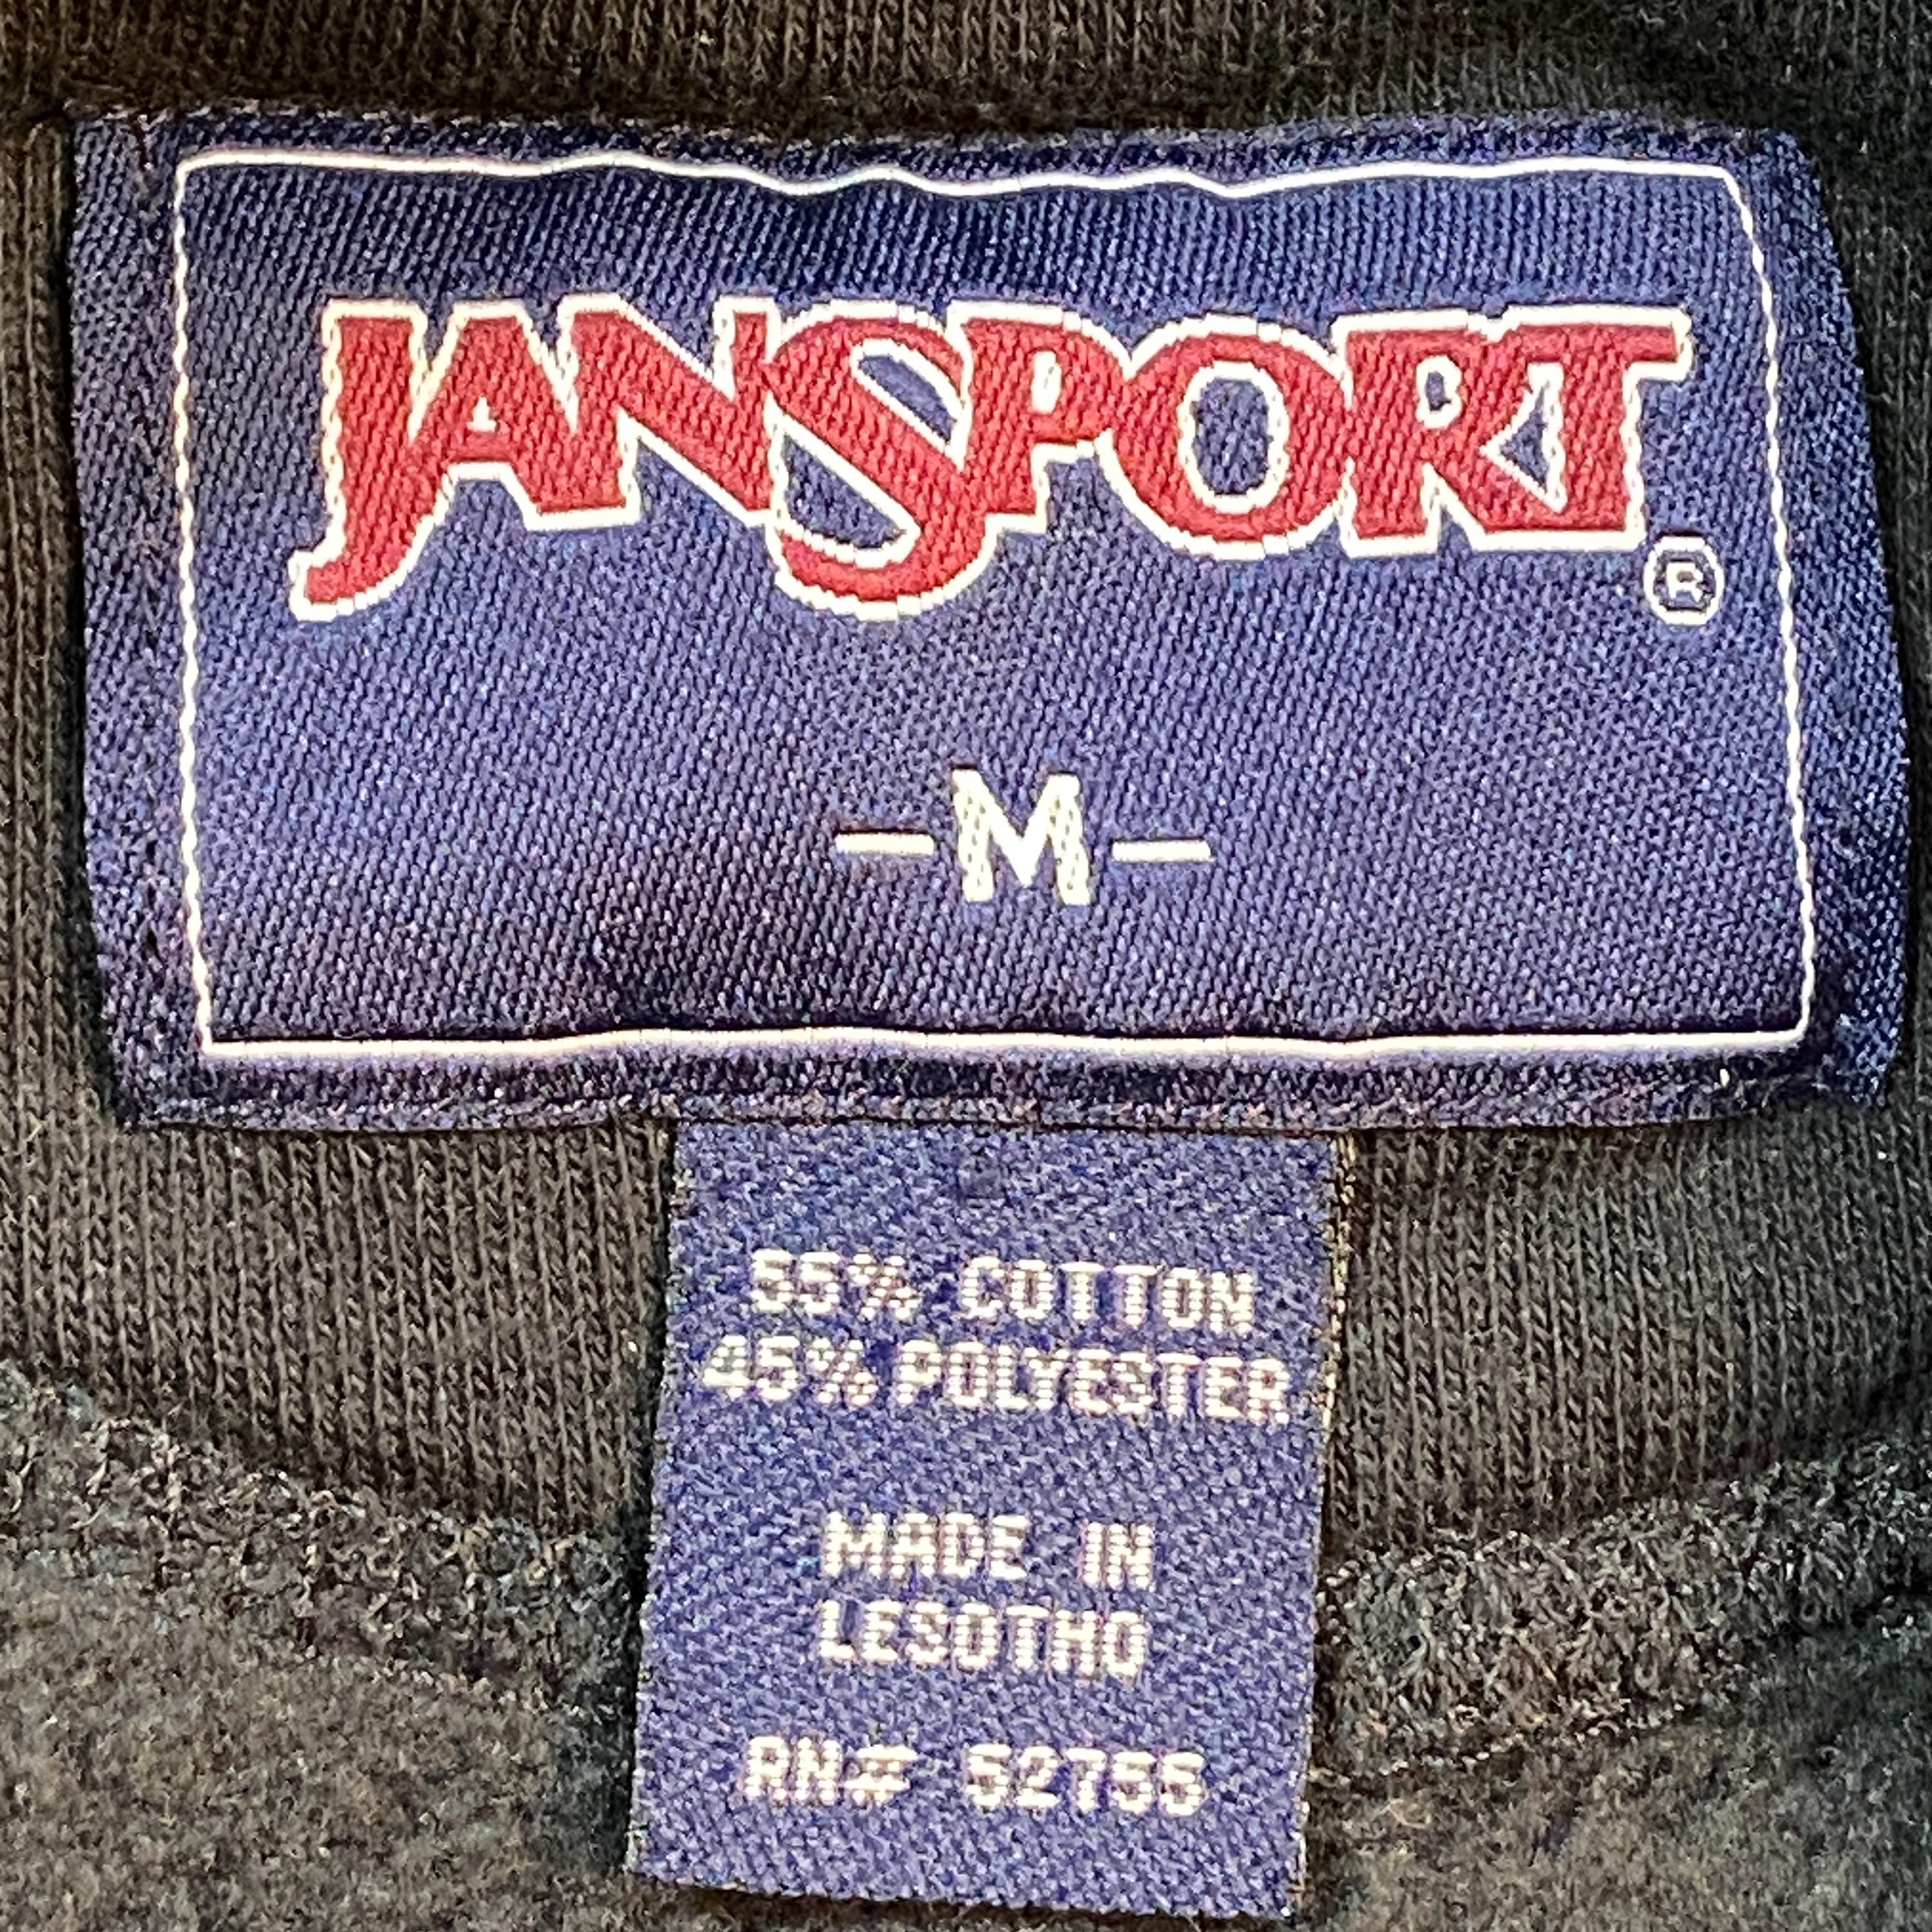 JANSPORT
®
-M-
55% COTTON
45% POLYESTER
MADE IN
LESOTHO
RN# 52755